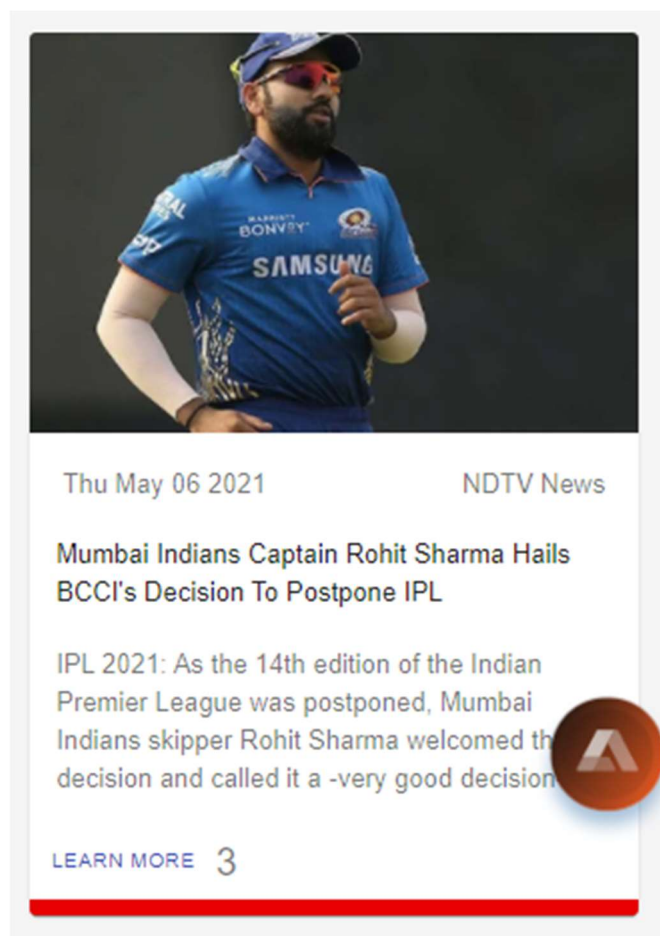 MARRIOTT
BONVOY
SAMSUNG
Thu May 06 2021
NDTV News
Mumbai Indians Captain Rohit Sharma Hails
BCCI's Decision To Postpone IPL
IPL 2021: As the 14th edition of the Indian
Premier League was postponed, Mumbai
Indians skipper Rohit Sharma welcomed th
decision and called it a -very good decision
LEARN MORE 3